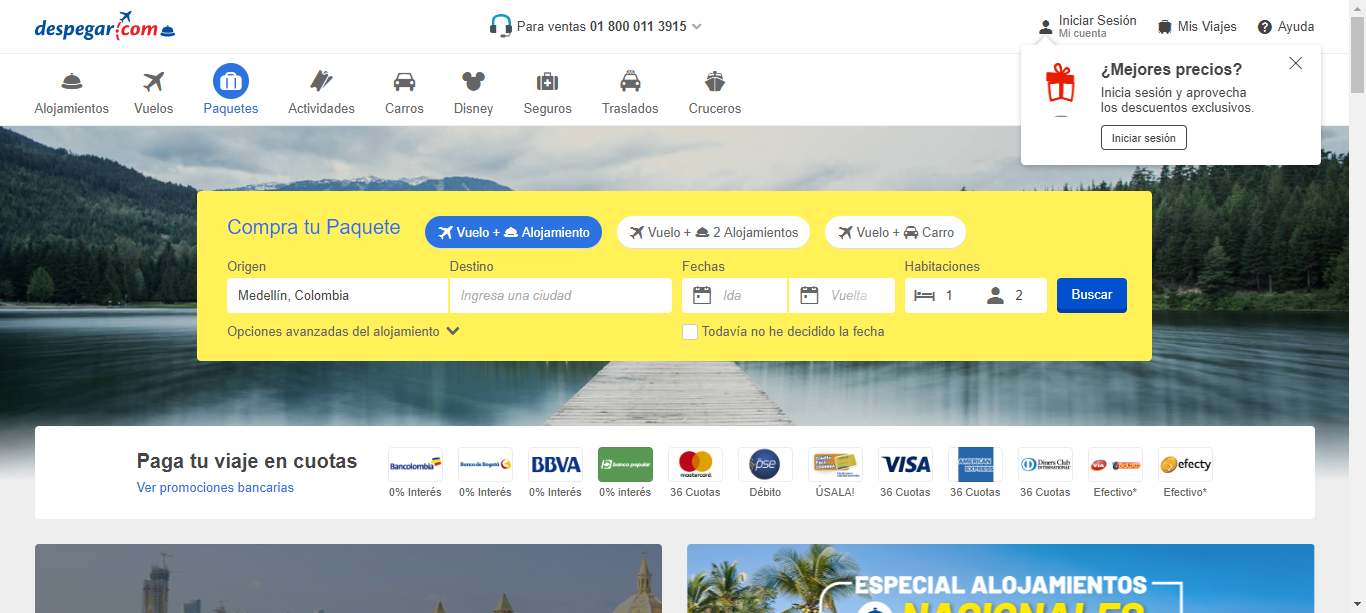 despegar.com
Para ventas 01 800 011 3915
Iniciar Sesión
Mi cuenta
Mis Viajes
Ayuda
Alojamientos
Vuelos
Paquetes
Actividades
Carros
Disney
Seguros
Traslados
Cruceros
¿Mejores precios?
Inicia sesión y aprovecha
los descuentos exclusivos.
Iniciar sesión
Compra tu Paquete
Vuelo + Alojamiento
Vuelo + 2 Alojamientos
Vuelo + Carro
Origen
Destino
Fechas
Habitaciones
Medellín, Colombia
Ingresa una ciudad
Ida
Vuelta
1
2
Buscar
Opciones avanzadas del alojamiento
Todavía no he decidido la fecha
Paga tu viaje en cuotas
Ver promociones bancarias
Bancolombia
0% Interés
Banco de Bogotá
0% Interés
BBVA
0% Interés
banco popular
0% interés
mastercard
36 Cuotas
pse
Débito
ÚSALA!
VISA
36 Cuotas
AMERICAN EXPRESS
36 Cuotas
Diners Club
INTERNATIONAL
36 Cuotas
via baloto
Efectivo*
efecty
Efectivo*
ESPECIAL ALOJAMIENTOS
NACIONALES